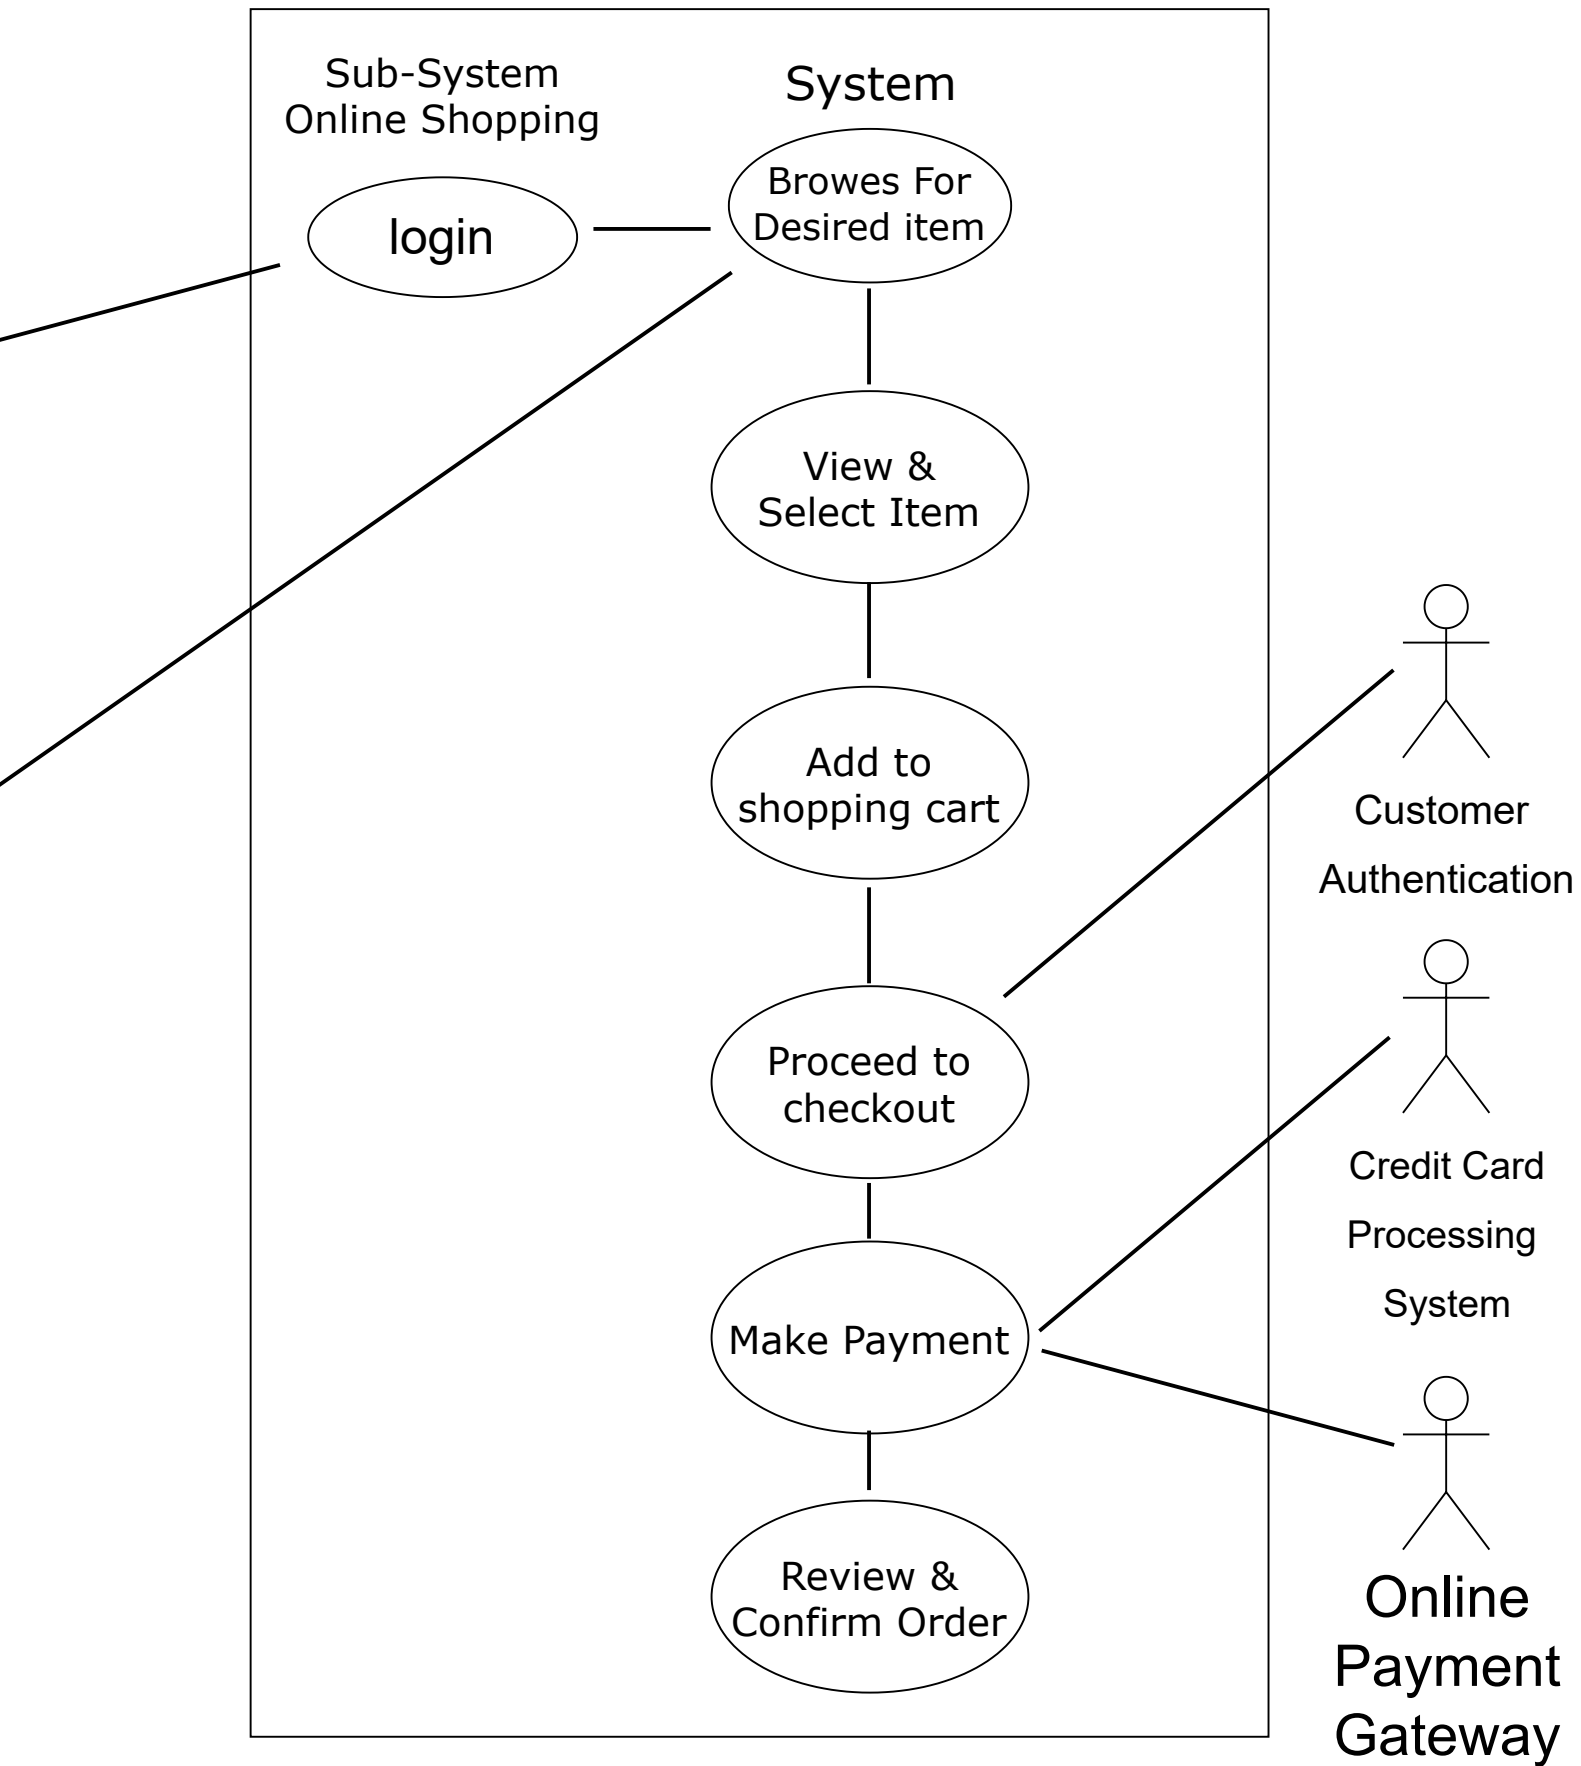 Sub-System
Online Shopping
System
login
Browes For
Desired item
View &
Select Item
Add to
shopping cart
Proceed to
checkout
Make Payment
Review &
Confirm Order
Customer
Authentication
Credit Card
Processing
System
Online
Payment
Gateway